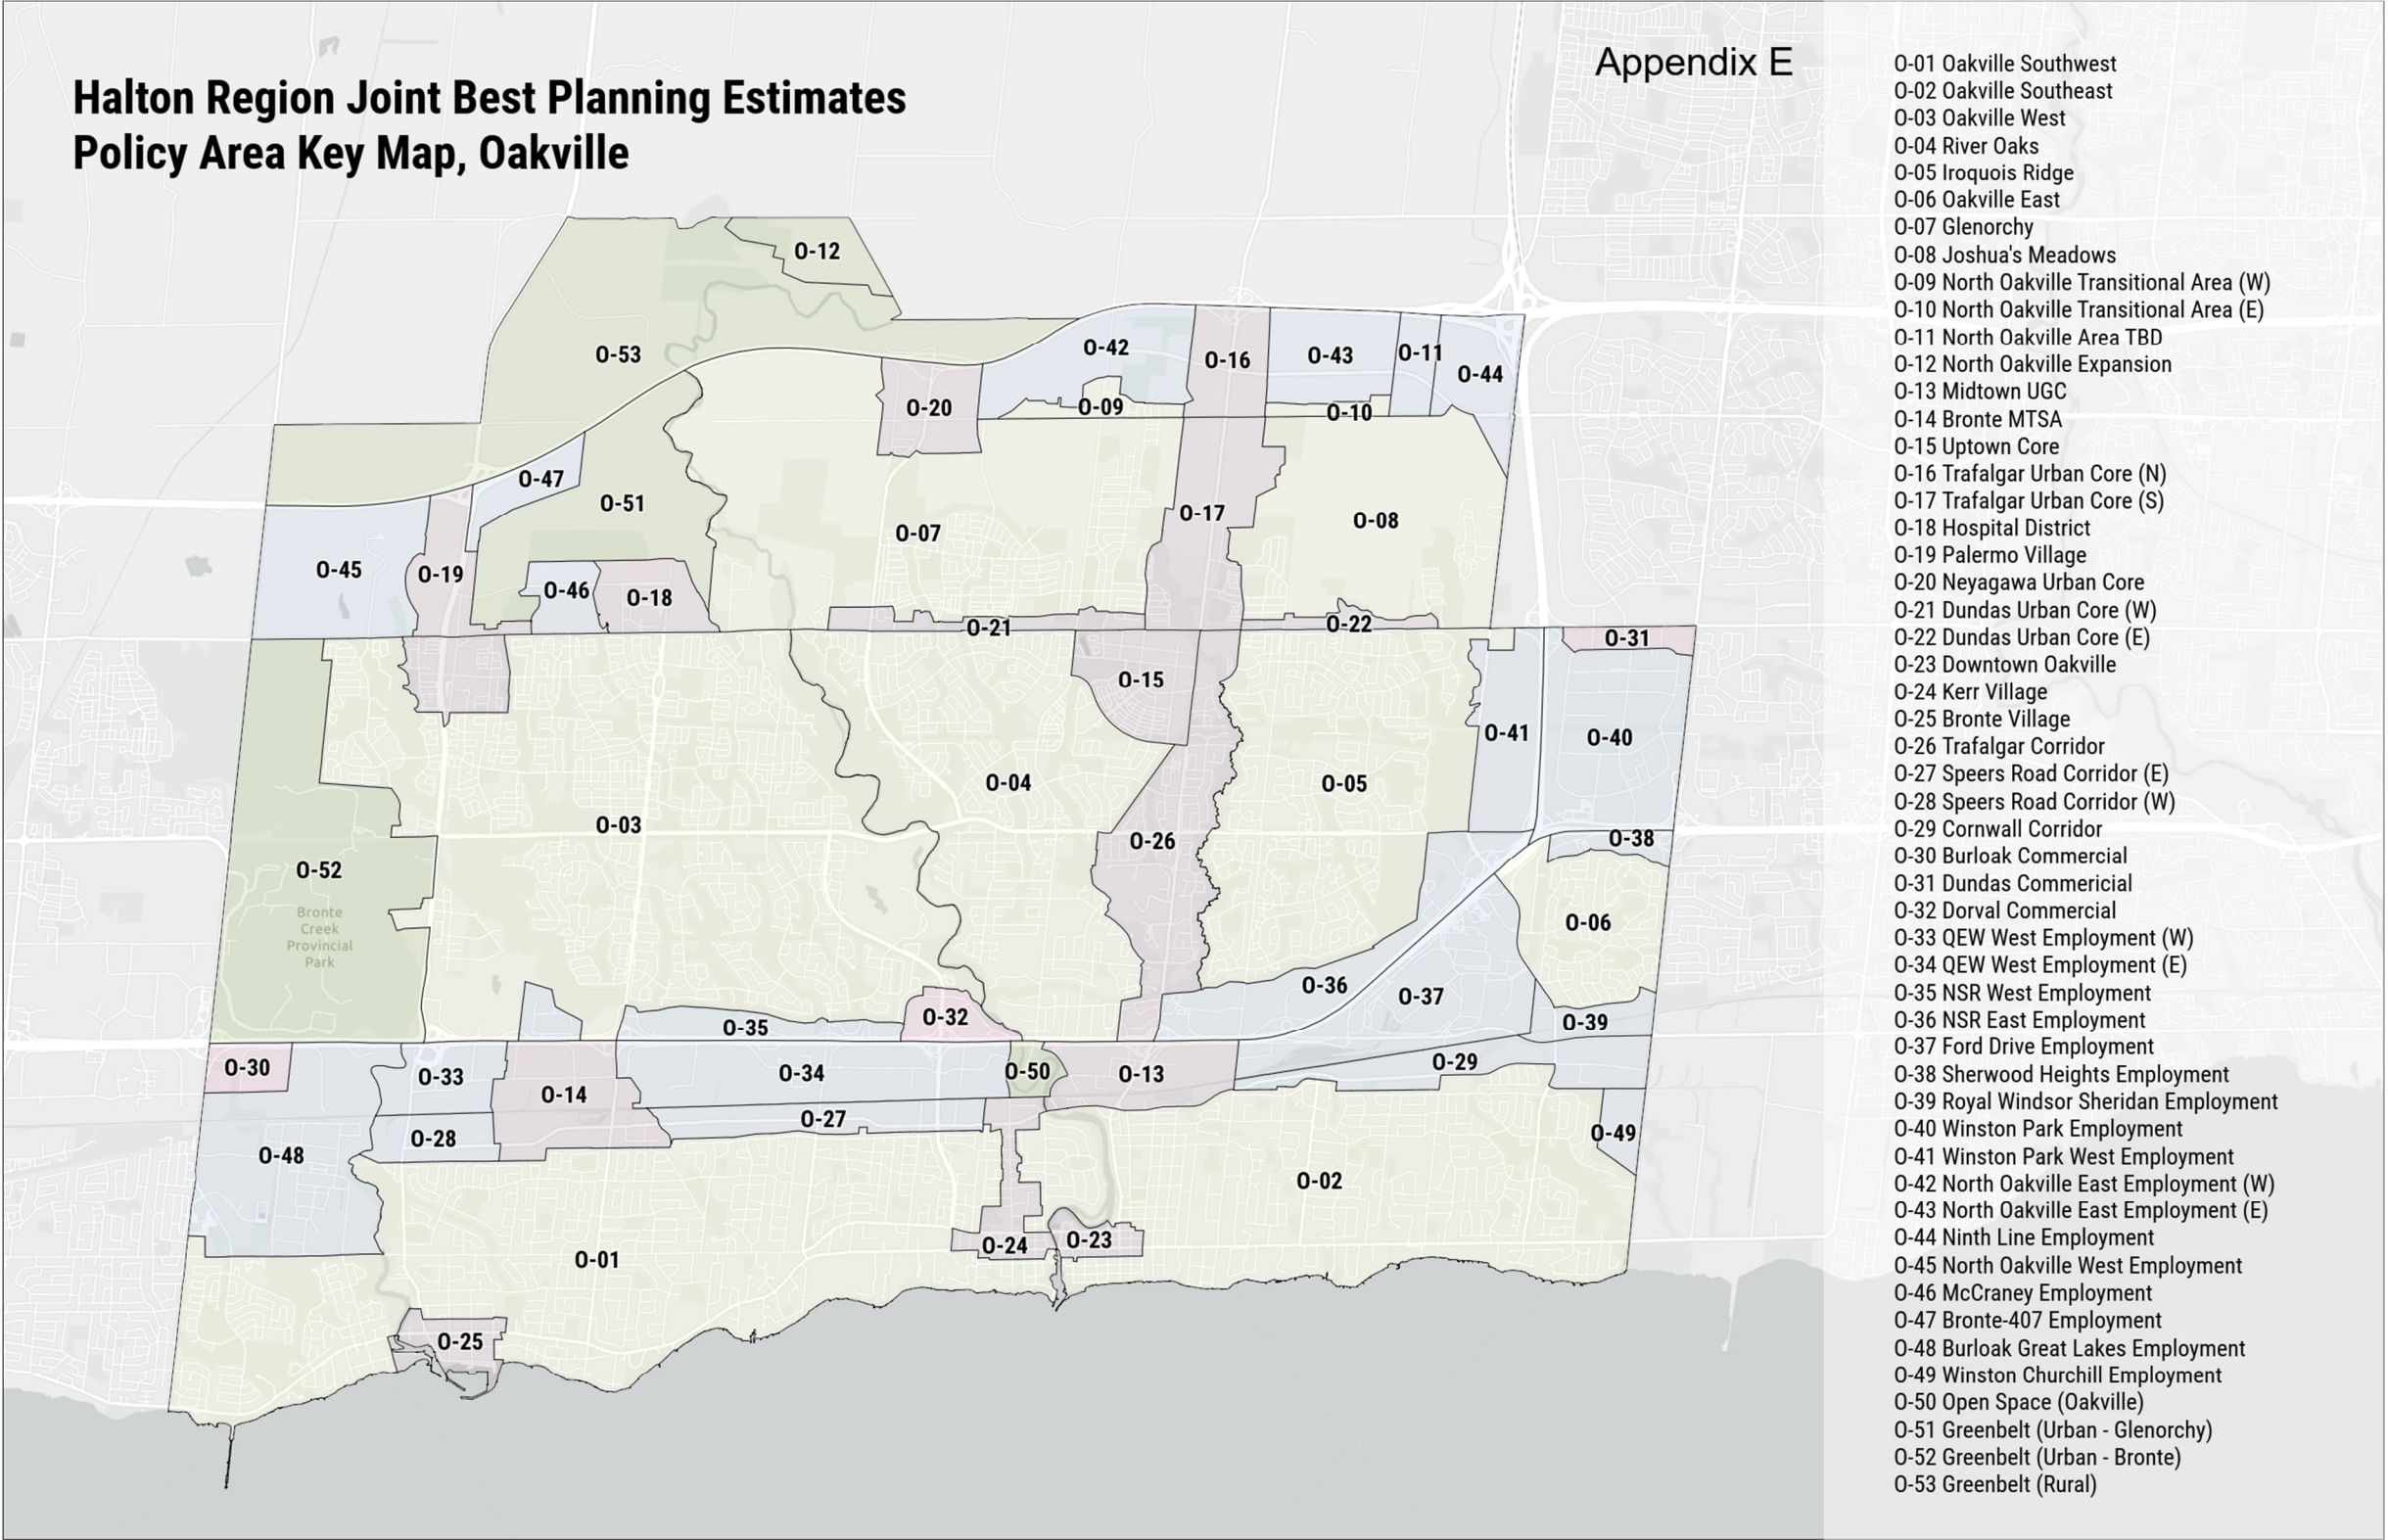 Appendix E
Halton Region Joint Best Planning Estimates
Policy Area Key Map, Oakville
O-12
O-53
O-42
O-16
O-43
O-11
O-44
O-20
O-09
O-10
O-47
O-51
O-17
O-07
O-08
O-45
O-19
O-46
O-18
O-21
O-22
O-31
O-15
O-41
O-40
O-04
O-05
O-03
O-26
O-38
O-52
Bronte
Creek
Provincial
Park
O-06
O-36
O-37
O-32
O-35
O-39
O-30
O-33
O-34
O-50
O-13
O-29
O-14
O-27
O-28
O-49
O-48
O-02
O-24
O-23
O-01
O-25
O-01 Oakville Southwest
O-02 Oakville Southeast
O-03 Oakville West
O-04 River Oaks
O-05 Iroquois Ridge
O-06 Oakville East
O-07 Glenorchy
O-08 Joshua's Meadows
O-09 North Oakville Transitional Area (W)
O-10 North Oakville Transitional Area (E)
O-11 North Oakville Area TBD
O-12 North Oakville Expansion
O-13 Midtown UGC
O-14 Bronte MTSA
O-15 Uptown Core
O-16 Trafalgar Urban Core (N)
O-17 Trafalgar Urban Core (S)
O-18 Hospital District
O-19 Palermo Village
O-20 Neyagawa Urban Core
O-21 Dundas Urban Core (W)
O-22 Dundas Urban Core (E)
O-23 Downtown Oakville
O-24 Kerr Village
O-25 Bronte Village
O-26 Trafalgar Corridor
O-27 Speers Road Corridor (E)
O-28 Speers Road Corridor (W)
O-29 Cornwall Corridor
O-30 Burloak Commercial
O-31 Dundas Commericial
O-32 Dorval Commercial
O-33 QEW West Employment (W)
O-34 QEW West Employment (E)
O-35 NSR West Employment
O-36 NSR East Employment
O-37 Ford Drive Employment
O-38 Sherwood Heights Employment
O-39 Royal Windsor Sheridan Employment
O-40 Winston Park Employment
O-41 Winston Park West Employment
O-42 North Oakville East Employment (W)
O-43 North Oakville East Employment (E)
O-44 Ninth Line Employment
O-45 North Oakville West Employment
O-46 McCraney Employment
O-47 Bronte-407 Employment
O-48 Burloak Great Lakes Employment
O-49 Winston Churchill Employment
O-50 Open Space (Oakville)
O-51 Greenbelt (Urban - Glenorchy)
O-52 Greenbelt (Urban - Bronte)
O-53 Greenbelt (Rural)